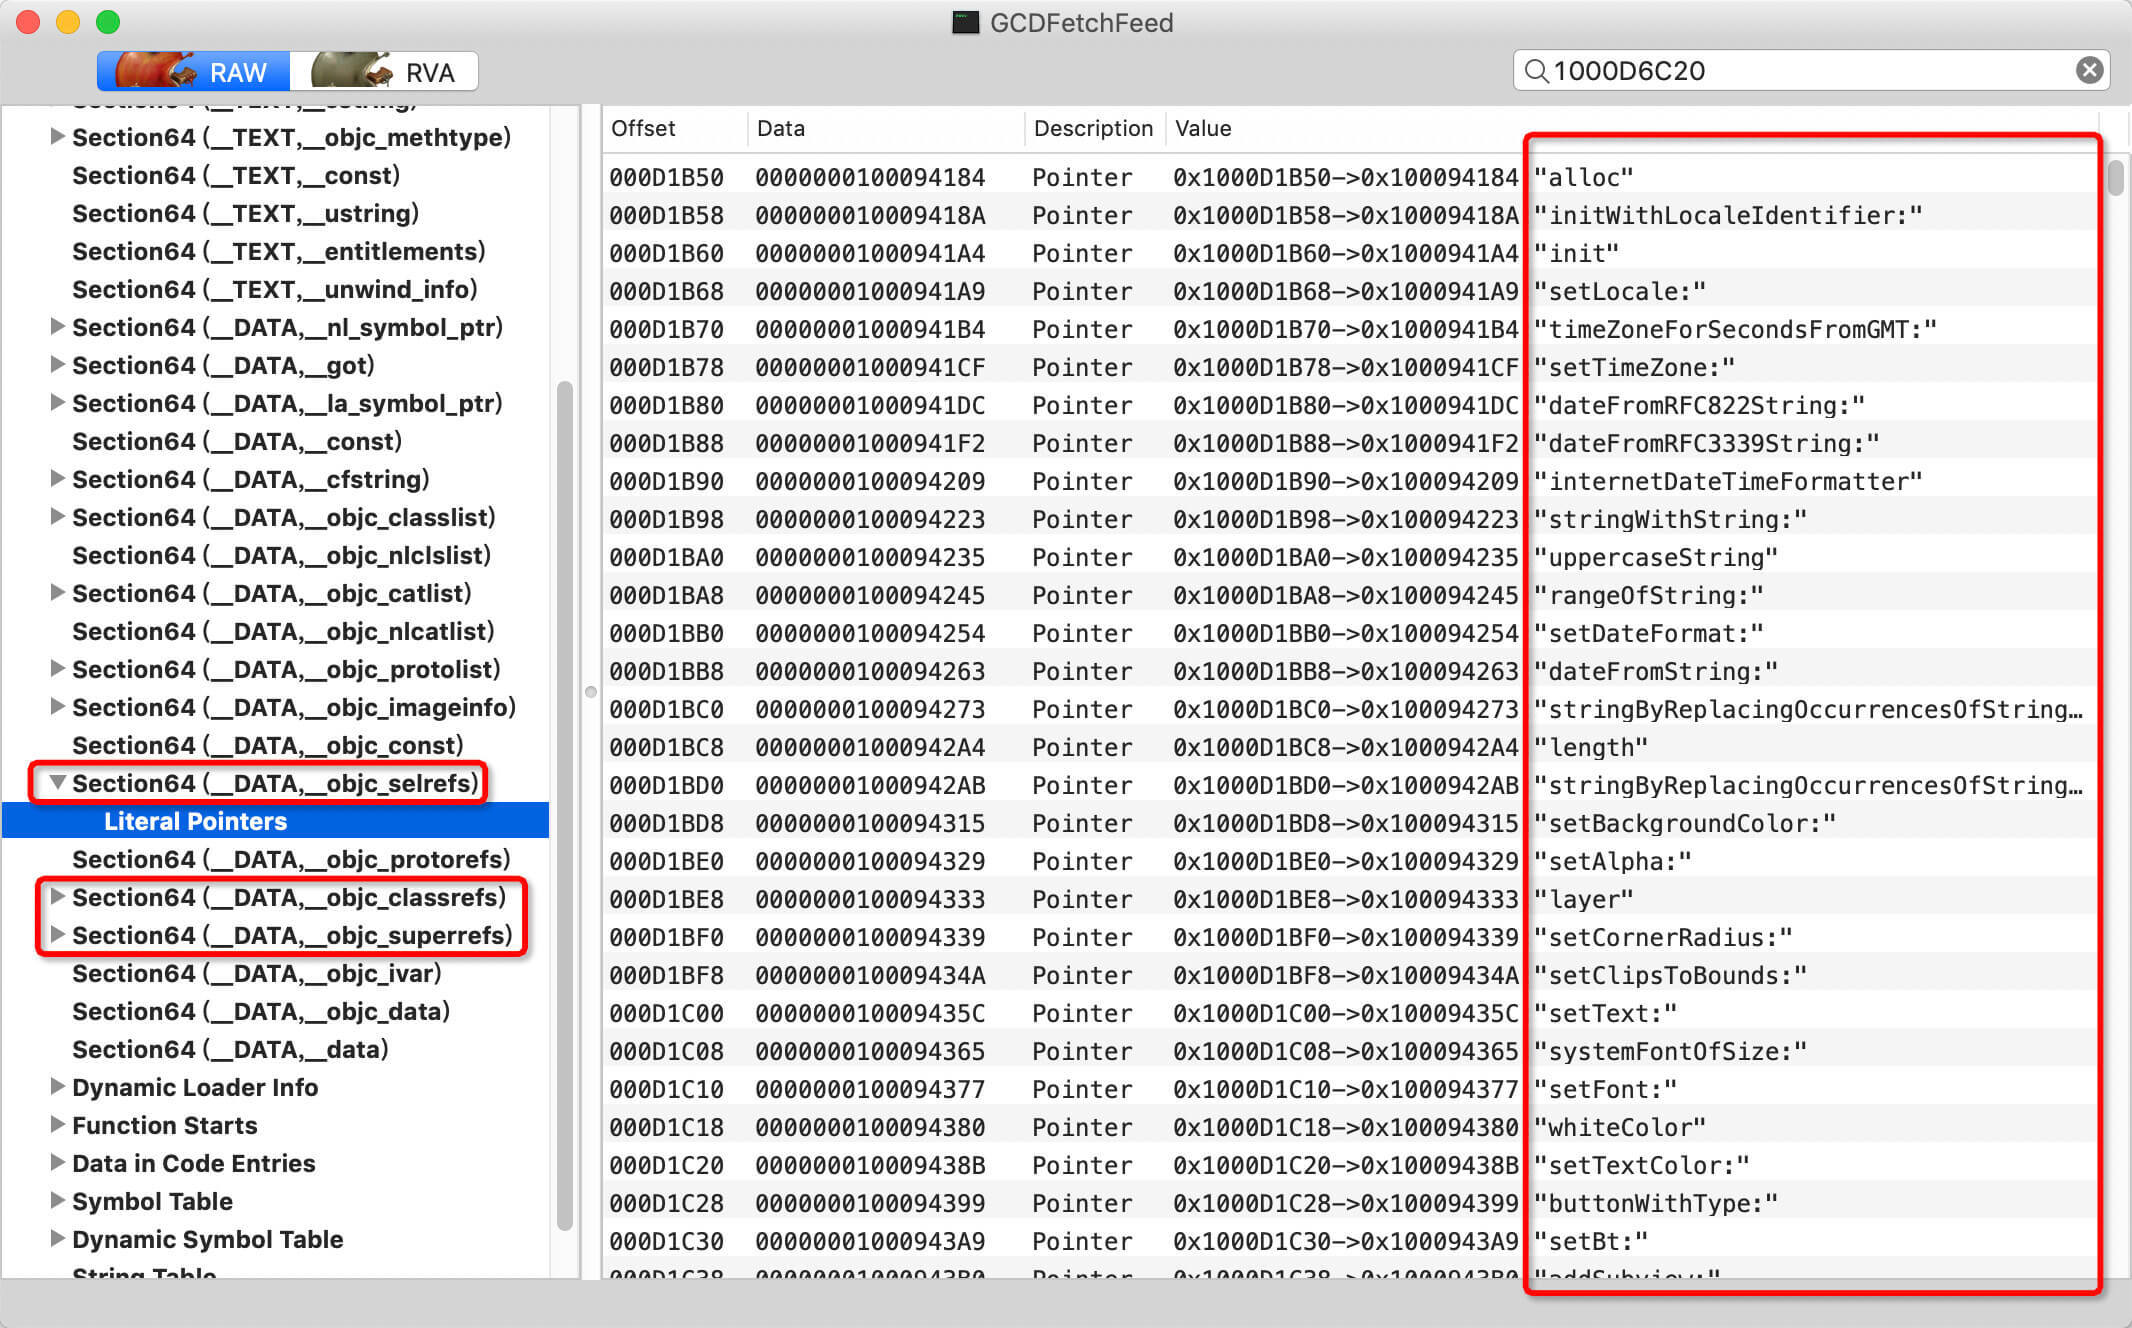 GCDFetchFeed
RAW
RVA
1000D6C20
Section64 (__TEXT,__cstring)
Section64 (__TEXT,__objc_methtype)
Section64 (__TEXT,__const)
Section64 (__TEXT,__ustring)
Section64 (__TEXT,__entitlements)
Section64 (__TEXT,__unwind_info)
Section64 (__DATA,__nl_symbol_ptr)
Section64 (__DATA,__got)
Section64 (__DATA,__la_symbol_ptr)
Section64 (__DATA,__const)
Section64 (__DATA,__cfstring)
Section64 (__DATA,__objc_classlist)
Section64 (__DATA,__objc_nlclslist)
Section64 (__DATA,__objc_catlist)
Section64 (__DATA,__objc_nlcatlist)
Section64 (__DATA,__objc_protolist)
Section64 (__DATA,__objc_imageinfo)
Section64 (__DATA,__objc_const)
Section64 (__DATA,__objc_selrefs)
Literal Pointers
Section64 (__DATA,__objc_protorefs)
Section64 (__DATA,__objc_classrefs)
Section64 (__DATA,__objc_superrefs)
Section64 (__DATA,__objc_ivar)
Section64 (__DATA,__objc_data)
Section64 (__DATA,__data)
Dynamic Loader Info
Function Starts
Data in Code Entries
Symbol Table
Dynamic Symbol Table
String Table
Offset Data Description Value
000D1B50 0000000100094184 Pointer 0x1000D1B50->0x100094184 "alloc"
000D1B58 000000010009418A Pointer 0x1000D1B58->0x10009418A "initWithLocaleIdentifier:"
000D1B60 00000001000941A4 Pointer 0x1000D1B60->0x1000941A4 "init"
000D1B68 00000001000941A9 Pointer 0x1000D1B68->0x1000941A9 "setLocale:"
000D1B70 00000001000941B4 Pointer 0x1000D1B70->0x1000941B4 "timeZoneForSecondsFromGMT:"
000D1B78 00000001000941CF Pointer 0x1000D1B78->0x1000941CF "setTimeZone:"
000D1B80 00000001000941DC Pointer 0x1000D1B80->0x1000941DC "dateFromRFC822String:"
000D1B88 00000001000941F2 Pointer 0x1000D1B88->0x1000941F2 "dateFromRFC3339String:"
000D1B90 0000000100094209 Pointer 0x1000D1B90->0x100094209 "internetDateTimeFormatter"
000D1B98 0000000100094223 Pointer 0x1000D1B98->0x100094223 "stringWithString:"
000D1BA0 0000000100094235 Pointer 0x1000D1BA0->0x100094235 "uppercaseString"
000D1BA8 0000000100094245 Pointer 0x1000D1BA8->0x100094245 "rangeOfString:"
000D1BB0 0000000100094254 Pointer 0x1000D1BB0->0x100094254 "setDateFormat:"
000D1BB8 0000000100094263 Pointer 0x1000D1BB8->0x100094263 "dateFromString:"
000D1BC0 0000000100094273 Pointer 0x1000D1BC0->0x100094273 "stringByReplacingOccurrencesOfString…
000D1BC8 00000001000942A4 Pointer 0x1000D1BC8->0x1000942A4 "length"
000D1BD0 00000001000942AB Pointer 0x1000D1BD0->0x1000942AB "stringByReplacingOccurrencesOfString…
000D1BD8 0000000100094315 Pointer 0x1000D1BD8->0x100094315 "setBackgroundColor:"
000D1BE0 0000000100094329 Pointer 0x1000D1BE0->0x100094329 "setAlpha:"
000D1BE8 0000000100094333 Pointer 0x1000D1BE8->0x100094333 "layer"
000D1BF0 0000000100094339 Pointer 0x1000D1BF0->0x100094339 "setCornerRadius:"
000D1BF8 000000010009434A Pointer 0x1000D1BF8->0x10009434A "setClipsToBounds:"
000D1C00 000000010009435C Pointer 0x1000D1C00->0x10009435C "setText:"
000D1C08 0000000100094365 Pointer 0x1000D1C08->0x100094365 "systemFontOfSize:"
000D1C10 0000000100094377 Pointer 0x1000D1C10->0x100094377 "setFont:"
000D1C18 0000000100094380 Pointer 0x1000D1C18->0x100094380 "whiteColor"
000D1C20 000000010009438B Pointer 0x1000D1C20->0x10009438B "setTextColor:"
000D1C28 0000000100094399 Pointer 0x1000D1C28->0x100094399 "buttonWithType:"
000D1C30 00000001000943A9 Pointer 0x1000D1C30->0x1000943A9 "setBt:"
000D1C38 00000001000943B0 Pointer 0x1000D1C38->0x1000943B0 "addSubview:"